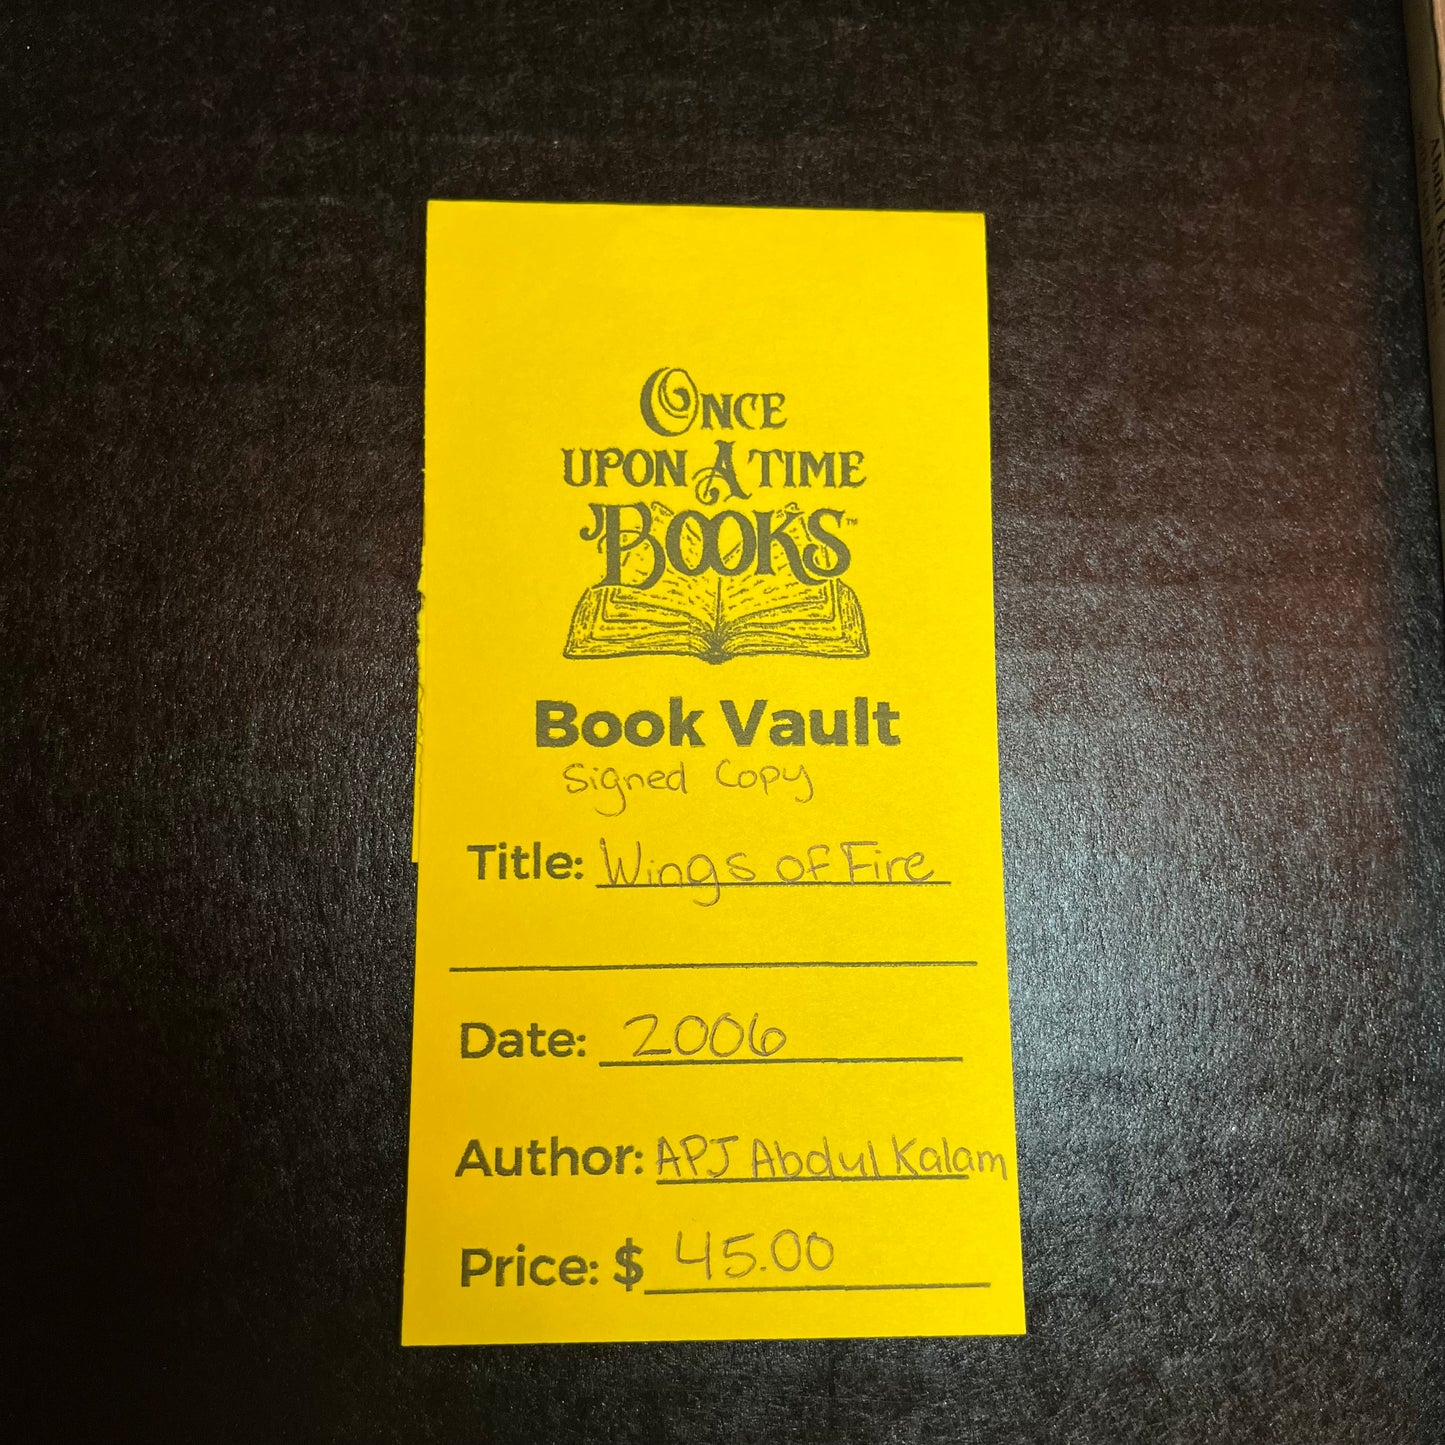 Once
upon A time
Books™
Book Vault
Signed Copy
Title: Wings of Fire
Date: 2006
Author: APJ Abdul Kalam
Price: $ 45.00